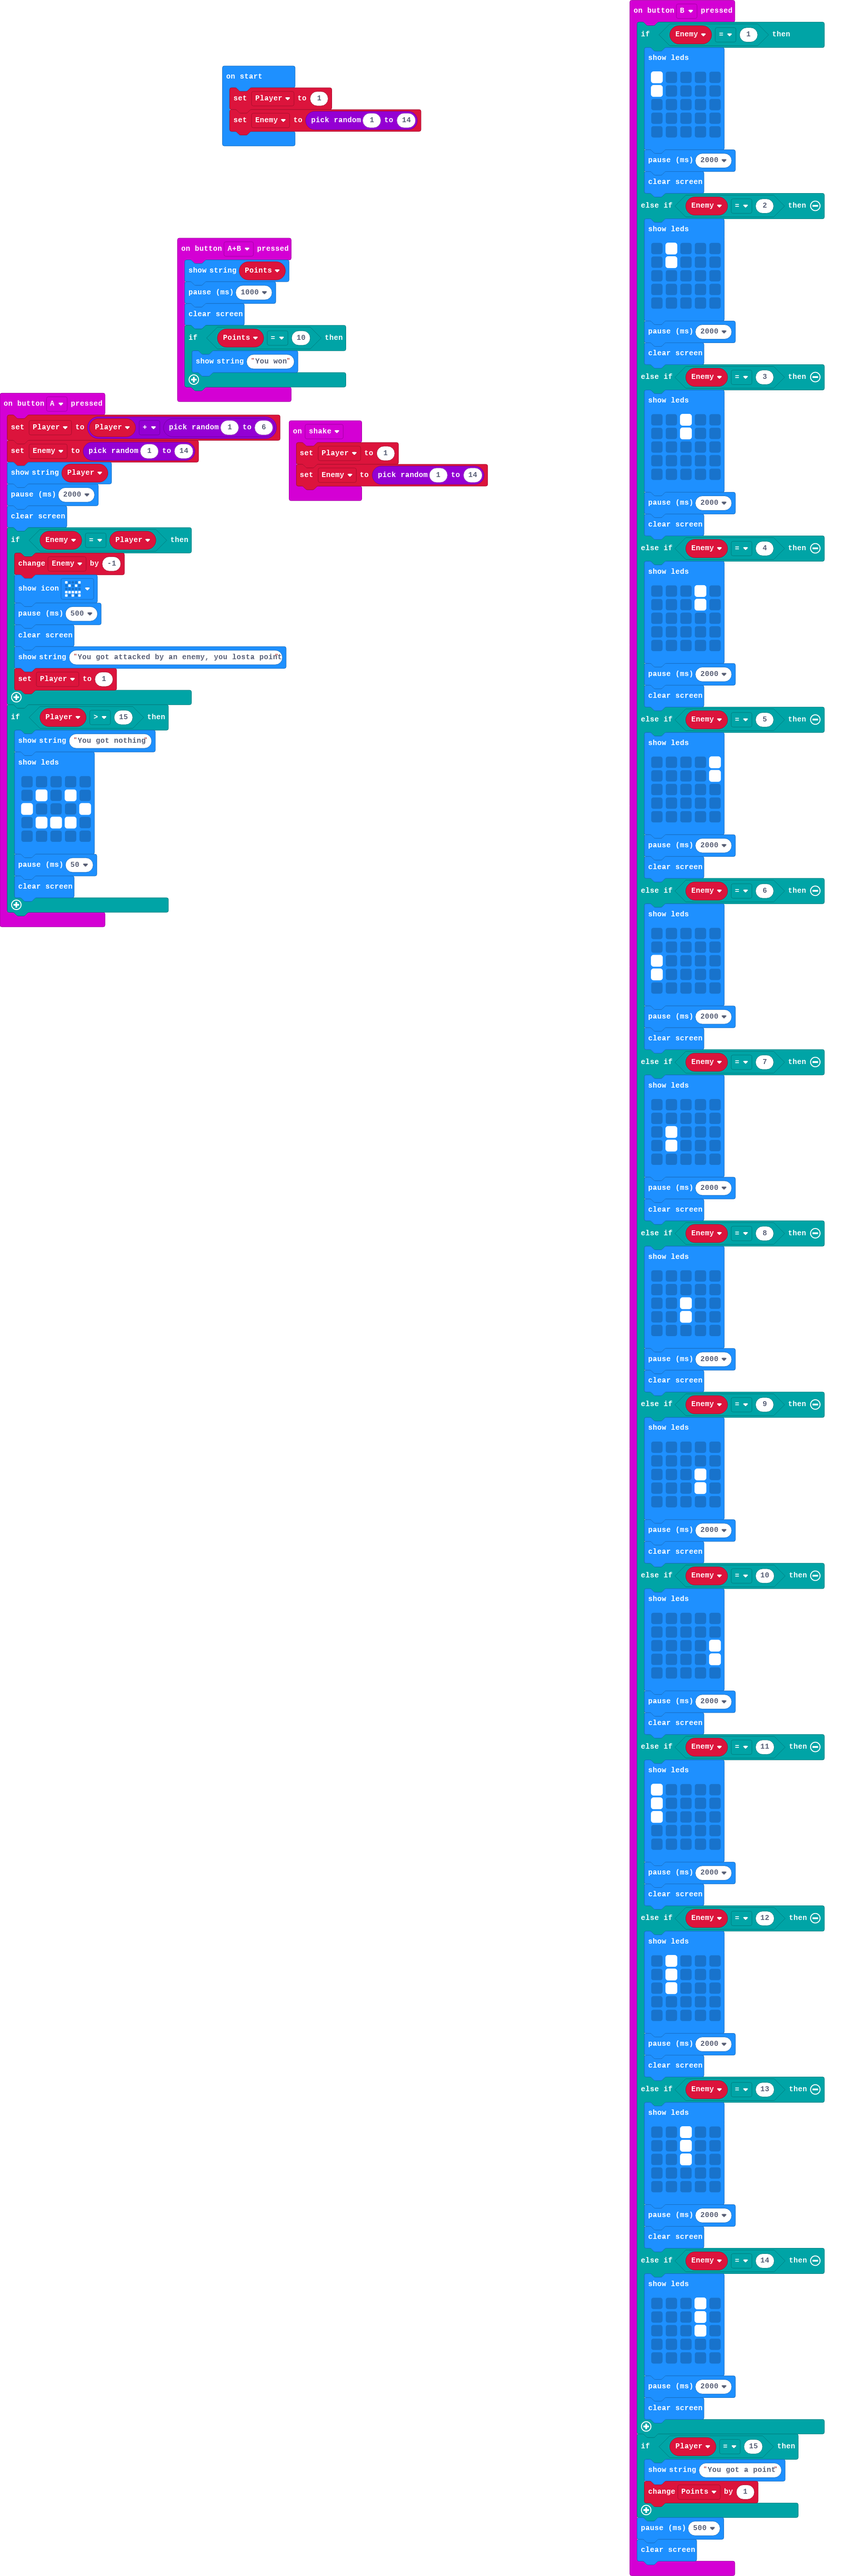 on start
set Player to 1
set Enemy to pick random 1 to 14
on button A+B pressed
show string Points
pause (ms) 1000
clear screen
if Points = 10 then
show string "You won"
on button A pressed
set Player to Player + pick random 1 to 6
set Enemy to pick random 1 to 14
show string Player
pause (ms) 2000
clear screen
if Enemy = Player then
change Enemy by -1
show icon
pause (ms) 500
clear screen
show string "You got attacked by an enemy, you losta point"
set Player to 1
if Player > 15 then
show string "You got nothing"
show leds
pause (ms) 50
clear screen
on shake
set Player to 1
set Enemy to pick random 1 to 14
on button B pressed
if Enemy = 1 then
show leds
pause (ms) 2000
clear screen
else if Enemy = 2 then
show leds
pause (ms) 2000
clear screen
else if Enemy = 3 then
show leds
pause (ms) 2000
clear screen
else if Enemy = 4 then
show leds
pause (ms) 2000
clear screen
else if Enemy = 5 then
show leds
pause (ms) 2000
clear screen
else if Enemy = 6 then
show leds
pause (ms) 2000
clear screen
else if Enemy = 7 then
show leds
pause (ms) 2000
clear screen
else if Enemy = 8 then
show leds
pause (ms) 2000
clear screen
else if Enemy = 9 then
show leds
pause (ms) 2000
clear screen
else if Enemy = 10 then
show leds
pause (ms) 2000
clear screen
else if Enemy = 11 then
show leds
pause (ms) 2000
clear screen
else if Enemy = 12 then
show leds
pause (ms) 2000
clear screen
else if Enemy = 13 then
show leds
pause (ms) 2000
clear screen
else if Enemy = 14 then
show leds
pause (ms) 2000
clear screen
if Player = 15 then
show string "You got a point"
change Points by 1
pause (ms) 500
clear screen